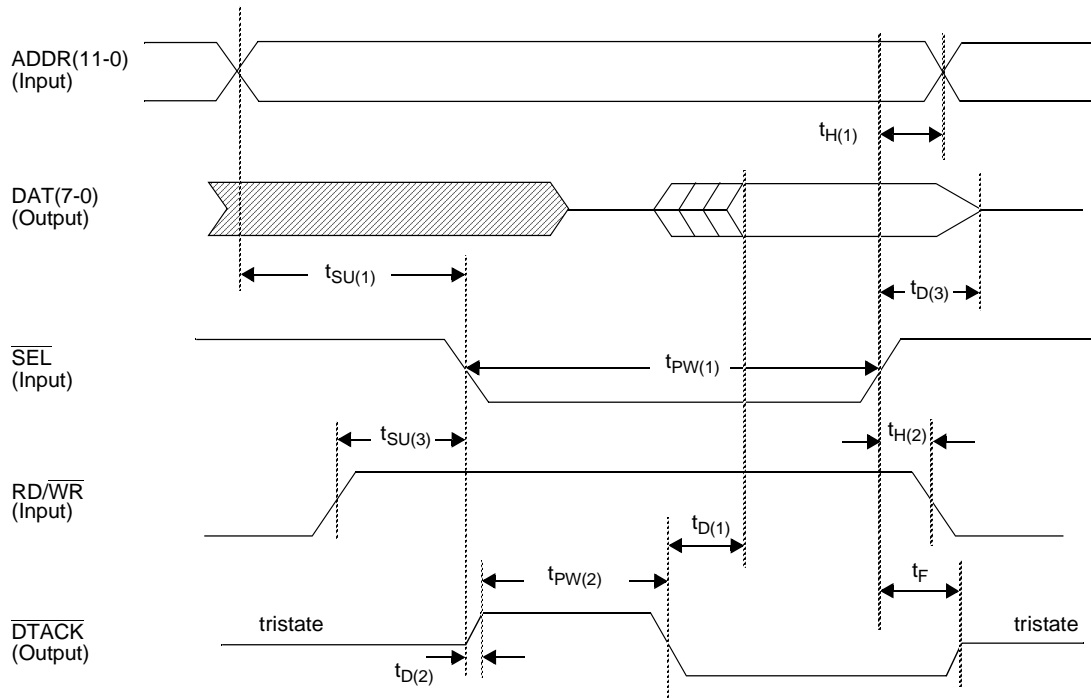 ADDR(11-0)
(Input)
tH(1)
DAT(7-0)
(Output)
tSU(1)
tD(3)
SEL
(Input)
tPW(1)
tSU(3)
tH(2)
RD/WR
(Input)
tD(1)
tPW(2)
tF
DTACK
(Output)
tristate
tristate
tD(2)